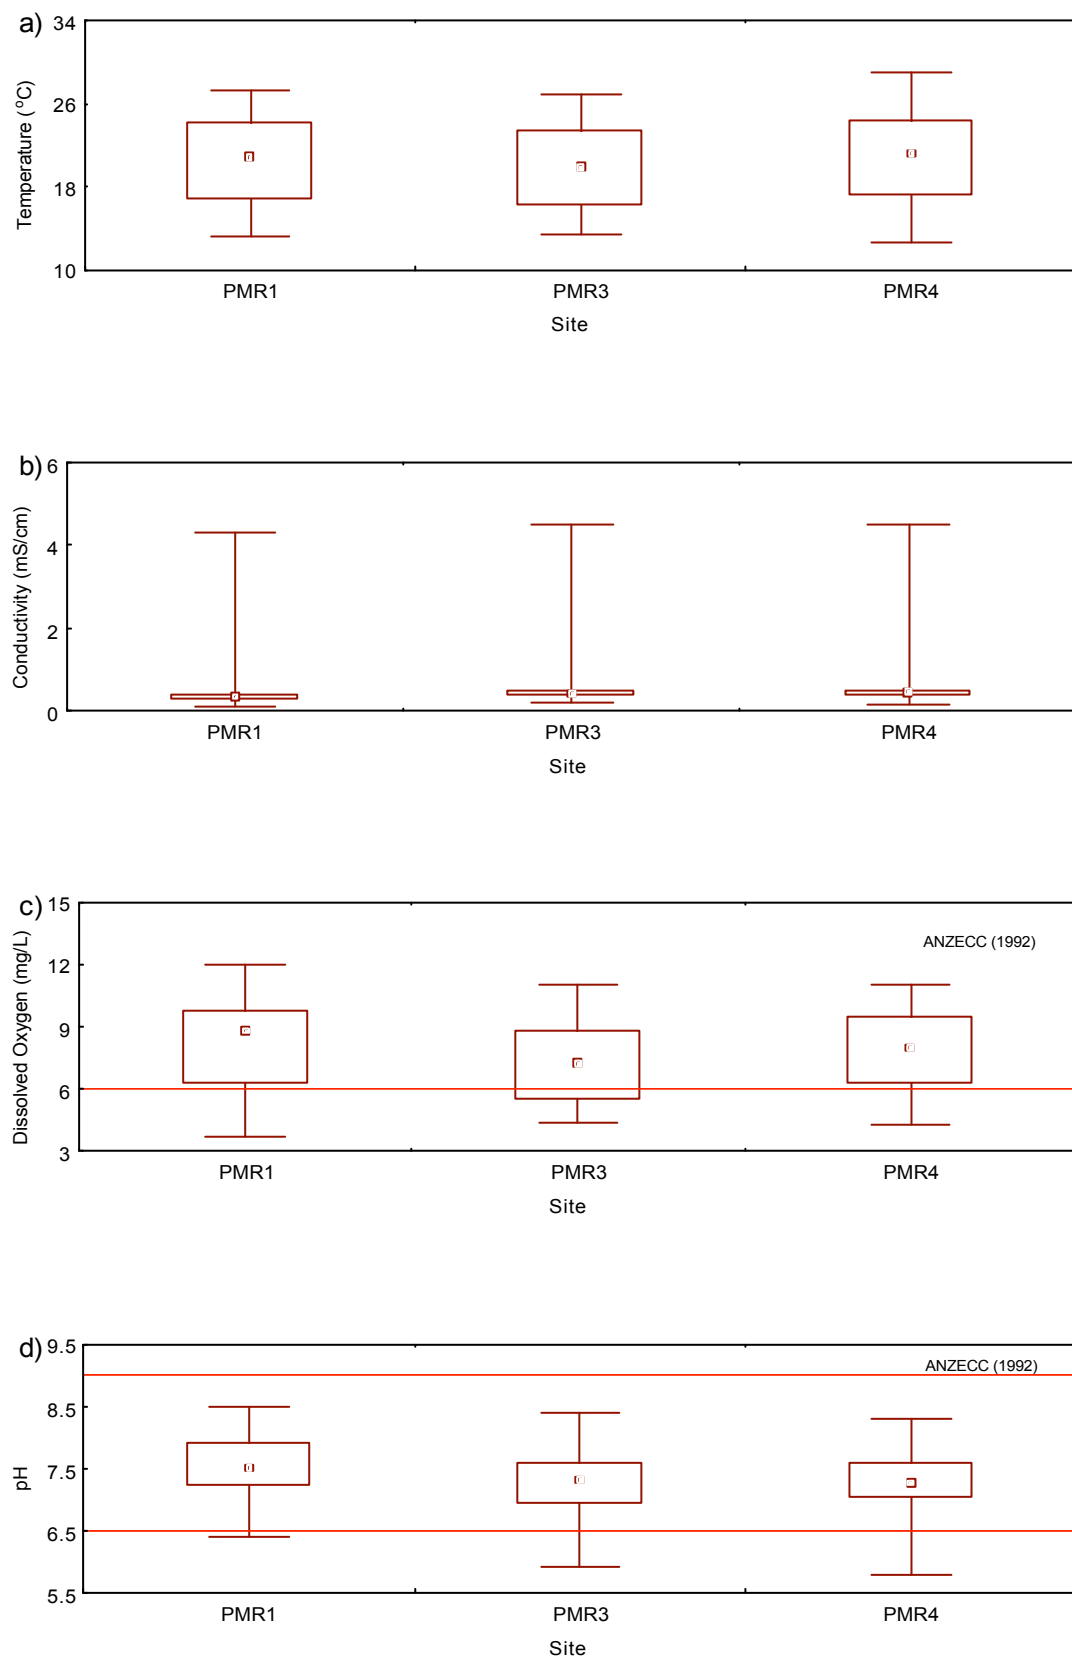 a)
34
26
18
10
Temperature (°C)
PMR1 PMR3 PMR4
Site
b)
6
4
2
0
Conductivity (mS/cm)
PMR1 PMR3 PMR4
Site
c)
15
12
9
6
3
Dissolved Oxygen (mg/L)
ANZECC (1992)
PMR1 PMR3 PMR4
Site
d)
9.5
8.5
7.5
6.5
5.5
pH
ANZECC (1992)
PMR1 PMR3 PMR4
Site